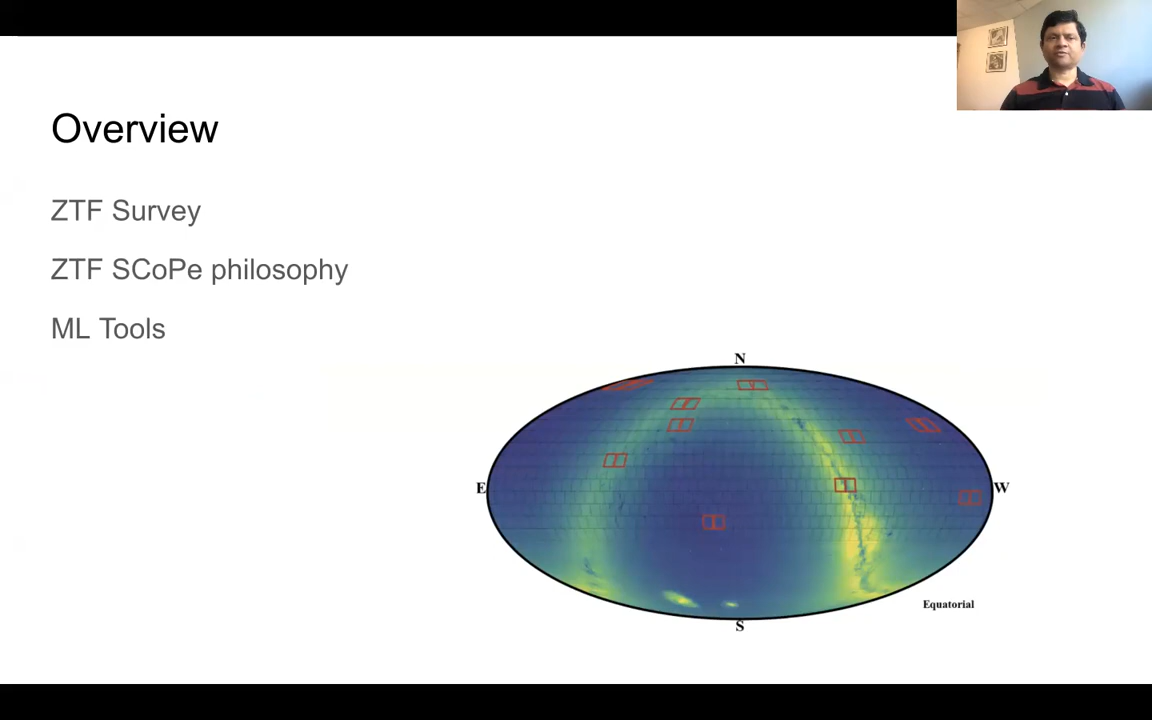 Overview
ZTF Survey
ZTF SCoPe philosophy
ML Tools
N
E
W
Equatorial
S